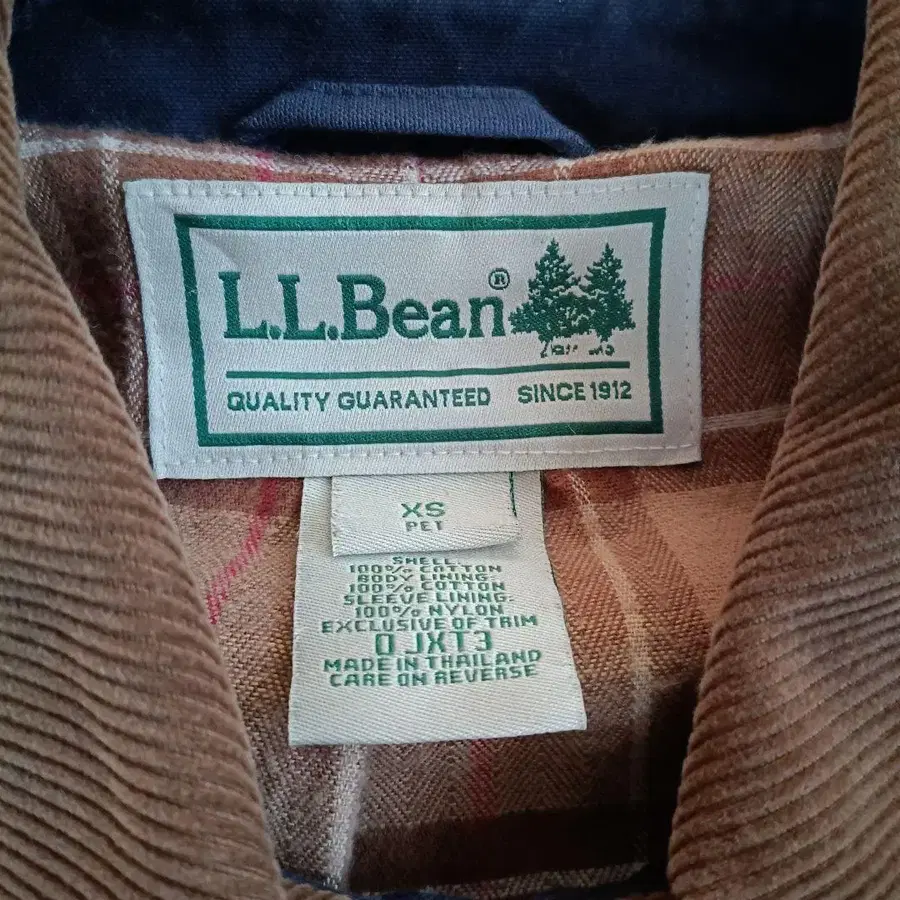 L.L.Bean®
QUALITY GUARANTEED SINCE 1912
XS
PET
SHELL:
100% COTTON
BODY LINING:
100% COTTON
SLEEVE LINING:
100% NYLON
EXCLUSIVE OF TRIM
0 JXT3
MADE IN THAILAND
CARE ON REVERSE